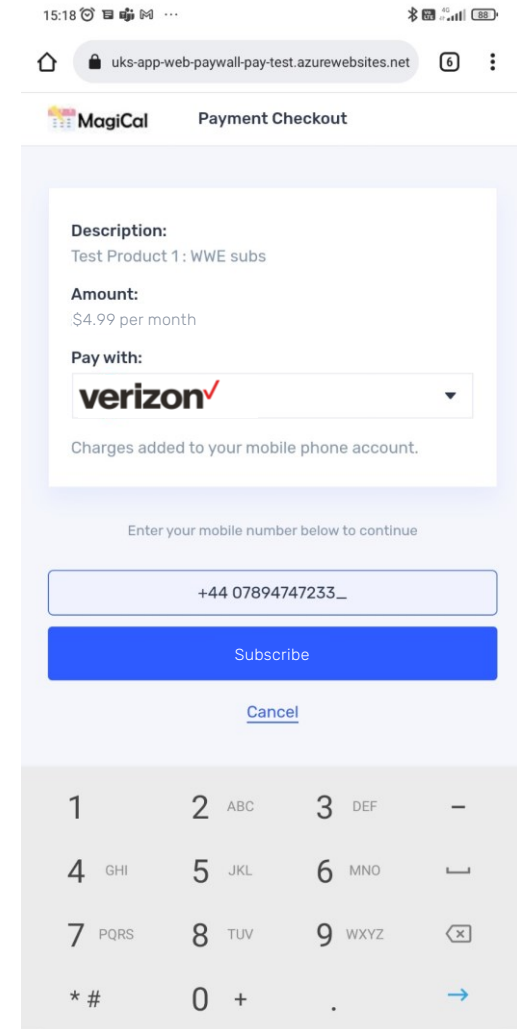 15:18
4G
88
uks-app-web-paywall-pay-test.azurewebsites.net
6
MagiCal
Payment Checkout
Description:
Test Product 1 : WWE subs
Amount:
$4.99 per month
Pay with:
verizon
Charges added to your mobile phone account.
Enter your mobile number below to continue
+44 07894747233_
Subscribe
Cancel
1 2 ABC 3 DEF –
4 GHI 5 JKL 6 MNO
7 PQRS 8 TUV 9 WXYZ
* # 0 + .